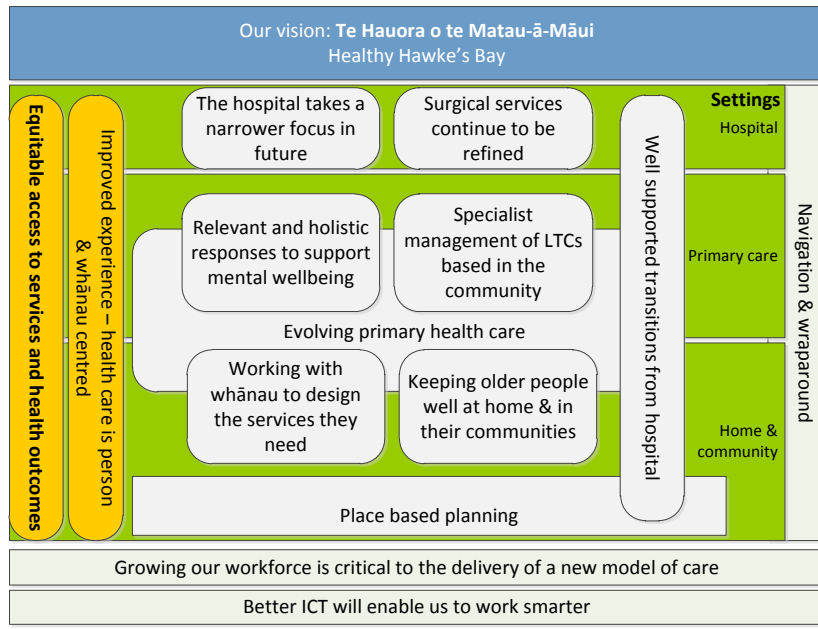 Our vision: Te Hauora o te Matau-ā-Māui
Healthy Hawke's Bay
Equitable access to services and health outcomes
Improved experience – health care is person
& whānau centred
The hospital takes a
narrower focus in
future
Surgical services
continue to be
refined
Settings
Hospital
Relevant and holistic
responses to support
mental wellbeing
Specialist
management of LTCs
based in the
community
Primary care
Evolving primary health care
Working with
whānau to design
the services they
need
Keeping older people
well at home & in
their communities
Home &
community
Well supported transitions from hospital
Navigation & wraparound
Place based planning
Growing our workforce is critical to the delivery of a new model of care
Better ICT will enable us to work smarter